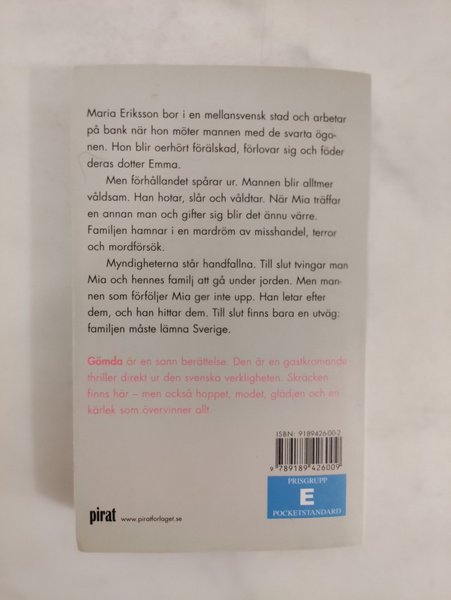 Maria Eriksson bor i en mellansvensk stad och arbetar
på bank när hon möter mannen med de svarta ögo-
nen. Hon blir oerhört förälskad, förlovar sig och föder
deras dotter Emma.
Men förhållandet spårar ur. Mannen blir alltmer
våldsam. Han hotar, slår och våldtar. När Mia träffar
en annan man och gifter sig blir det ännu värre.
Familjen hamnar i en mardröm av misshandel, terror
och mordförsök.
Myndigheterna står handfallna. Till slut tvingar man
Mia och hennes familj att gå under jorden. Men man-
nen som förföljer Mia ger inte upp. Han letar efter
dem, och han hittar dem. Till slut finns bara en utväg:
familjen måste lämna Sverige.
Gömda är en sann berättelse. Den är en gastkramande
thriller direkt ur den svenska verkligheten. Skräcken
finns här – men också hoppet, modet, glädjen och en
kärlek som övervinner allt.
ISBN: 9189426-00-2
9 789189 426009
PRISGRUPP
E
POCKETSTANDARD
pirat www.piratforlaget.se